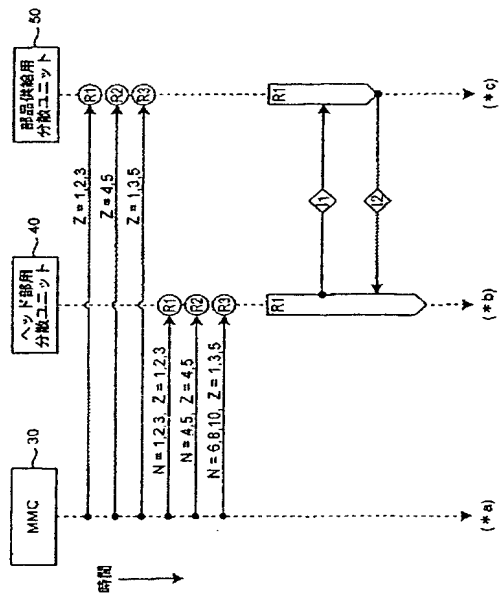 MMC
30
ヘッド部用
分散ユニット
40
部品供給用
分散ユニット
50
時間
Z = 1,2,3
R1
Z = 4,5
R2
Z = 1,3,5
R3
N = 1,2,3, Z = 1,2,3
R1
N = 4,5, Z = 4,5
R2
N = 6,8,10, Z = 1,3,5
R3
R1
R1
I1
I2
(*a)
(*b)
(*c)